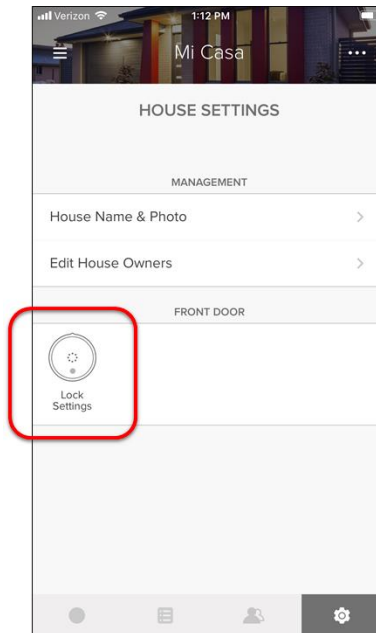 Verizon 1:12 PM
Mi Casa
HOUSE SETTINGS
MANAGEMENT
House Name & Photo
Edit House Owners
FRONT DOOR
Lock
Settings